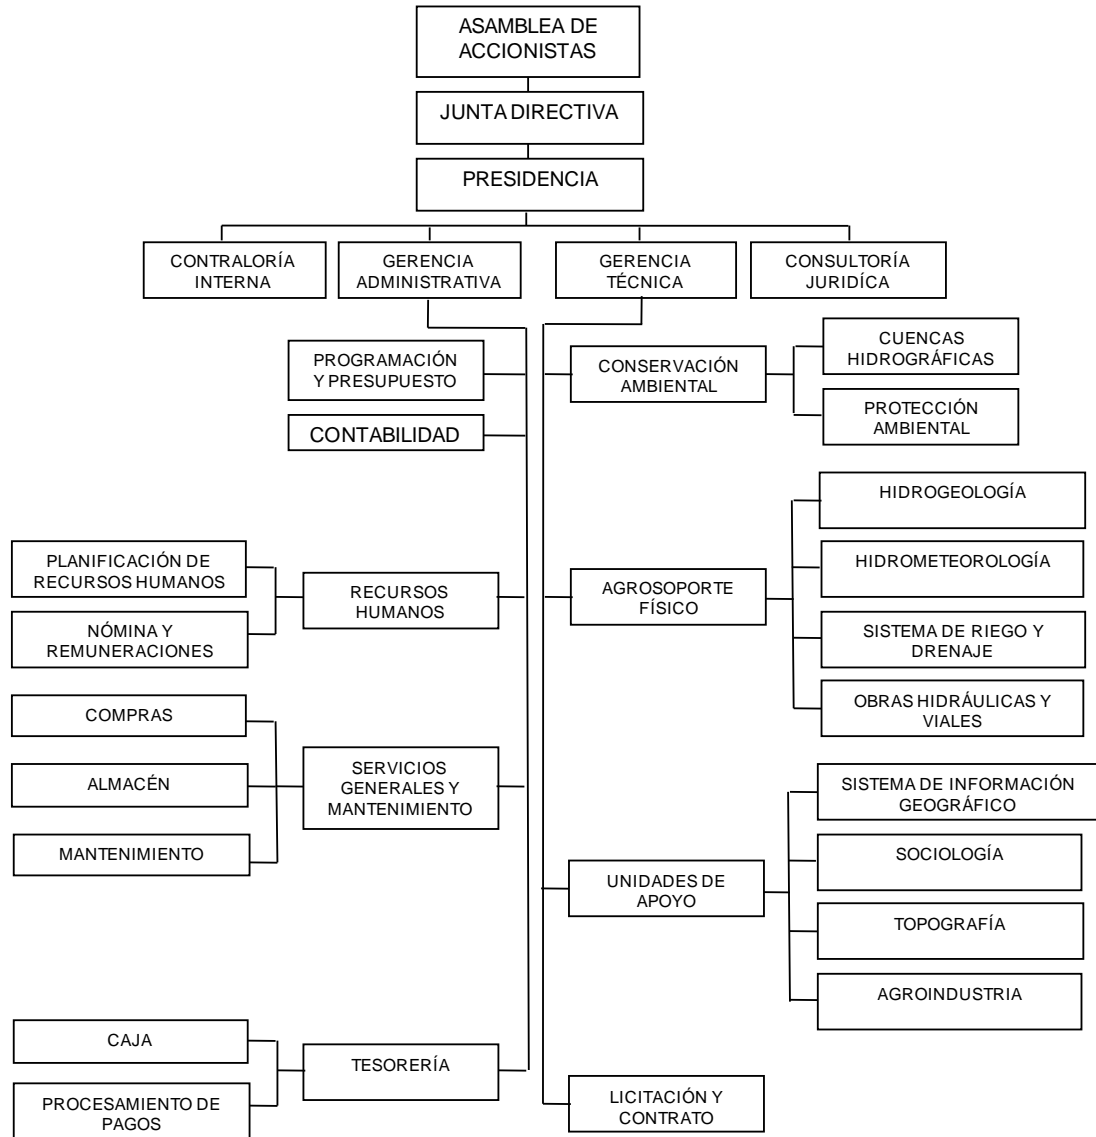 ASAMBLEA DE
ACCIONISTAS
JUNTA DIRECTIVA
PRESIDENCIA
CONTRALORÍA
INTERNA
GERENCIA
ADMINISTRATIVA
GERENCIA
TÉCNICA
CONSULTORÍA
JURIDÍCA
PROGRAMACIÓN
Y PRESUPUESTO
CONTABILIDAD
CONSERVACIÓN
AMBIENTAL
CUENCAS
HIDROGRÁFICAS
PROTECCIÓN
AMBIENTAL
PLANIFICACIÓN DE
RECURSOS HUMANOS
NÓMINA Y
REMUNERACIONES
RECURSOS
HUMANOS
AGROSOPORTE
FÍSICO
HIDROGEOLOGÍA
HIDROMETEOROLOGÍA
SISTEMA DE RIEGO Y
DRENAJE
OBRAS HIDRÁULICAS Y
VIALES
COMPRAS
ALMACÉN
MANTENIMIENTO
SERVICIOS
GENERALES Y
MANTENIMIENTO
UNIDADES DE
APOYO
SISTEMA DE INFORMACIÓN
GEOGRÁFICO
SOCIOLOGÍA
TOPOGRAFÍA
AGROINDUSTRIA
CAJA
PROCESAMIENTO DE
PAGOS
TESORERÍA
LICITACIÓN Y
CONTRATO